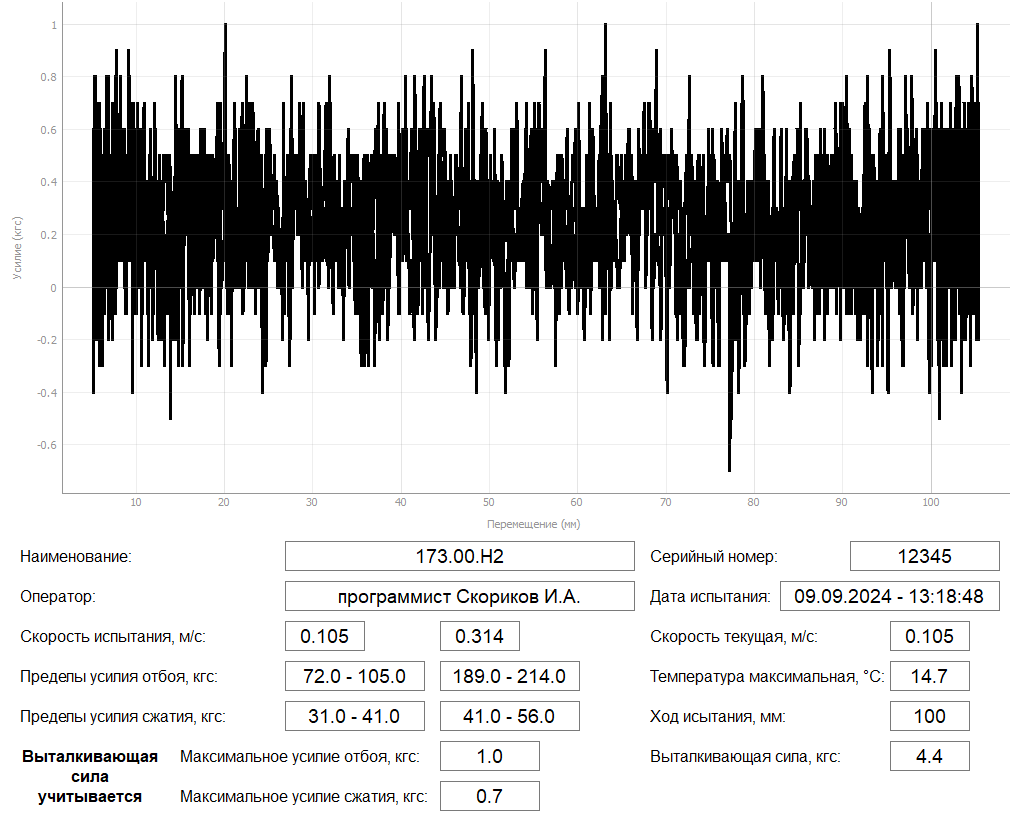 1
0.8
0.6
0.4
0.2
0
-0.2
-0.4
-0.6
Усилие (кгс)
10 20 30 40 50 60 70 80 90 100
Перемещение (мм)
Наименование: 173.00.Н2 Серийный номер: 12345
Оператор: программист Скориков И.А. Дата испытания: 09.09.2024 - 13:18:48
Скорость испытания, м/с: 0.105 0.314 Скорость текущая, м/с: 0.105
Пределы усилия отбоя, кгс: 72.0 - 105.0 189.0 - 214.0 Температура максимальная, °C: 14.7
Пределы усилия сжатия, кгс: 31.0 - 41.0 41.0 - 56.0 Ход исытания, мм: 100
Выталкивающая Максимальное усилие отбоя, кгс: 1.0 Выталкивающая сила, кгс: 4.4
сила
учитывается Максимальное усилие сжатия, кгс: 0.7